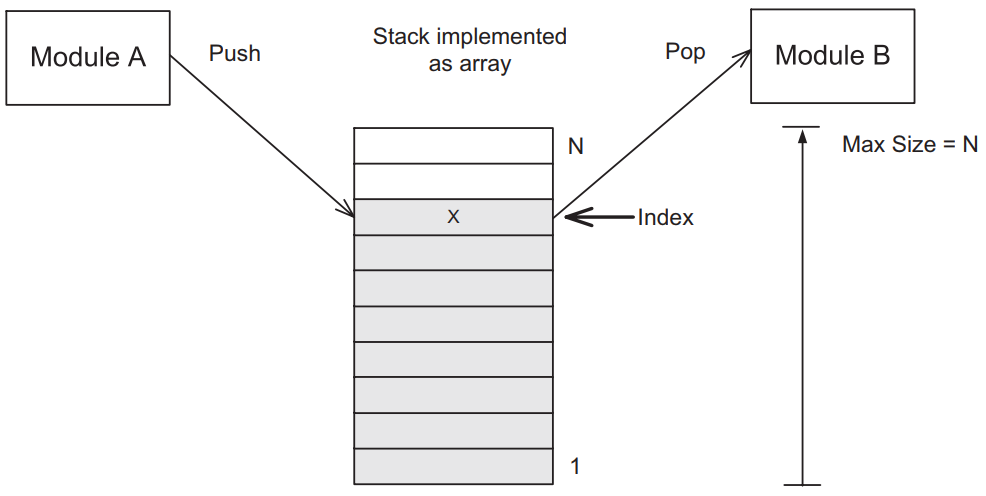 Module A
Push
Stack implemented
as array
Pop
Module B
N
Max Size = N
X
Index
1